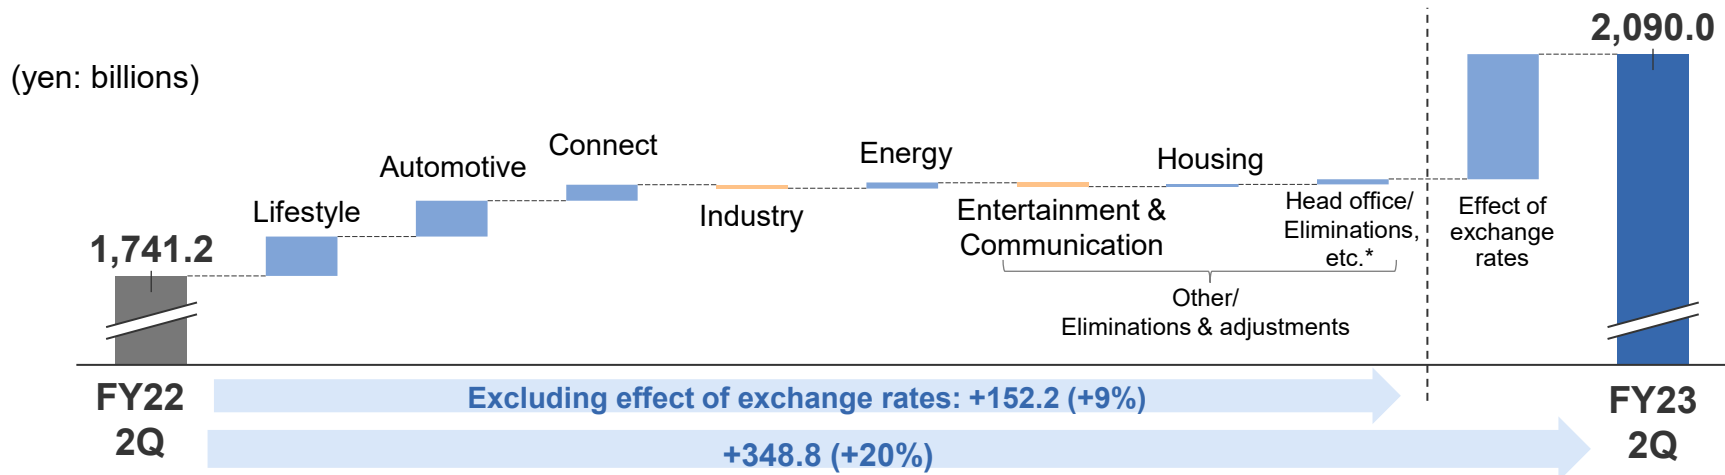 2,090.0
(yen: billions)
Connect
Energy
Housing
Automotive
Lifestyle
Industry
Entertainment &
Communication
Head office/
Eliminations,
etc.*
Effect of
exchange
rates
1,741.2
Other/
Eliminations & adjustments
FY22
2Q
Excluding effect of exchange rates: +152.2 (+9%)
+348.8 (+20%)
FY23
2Q